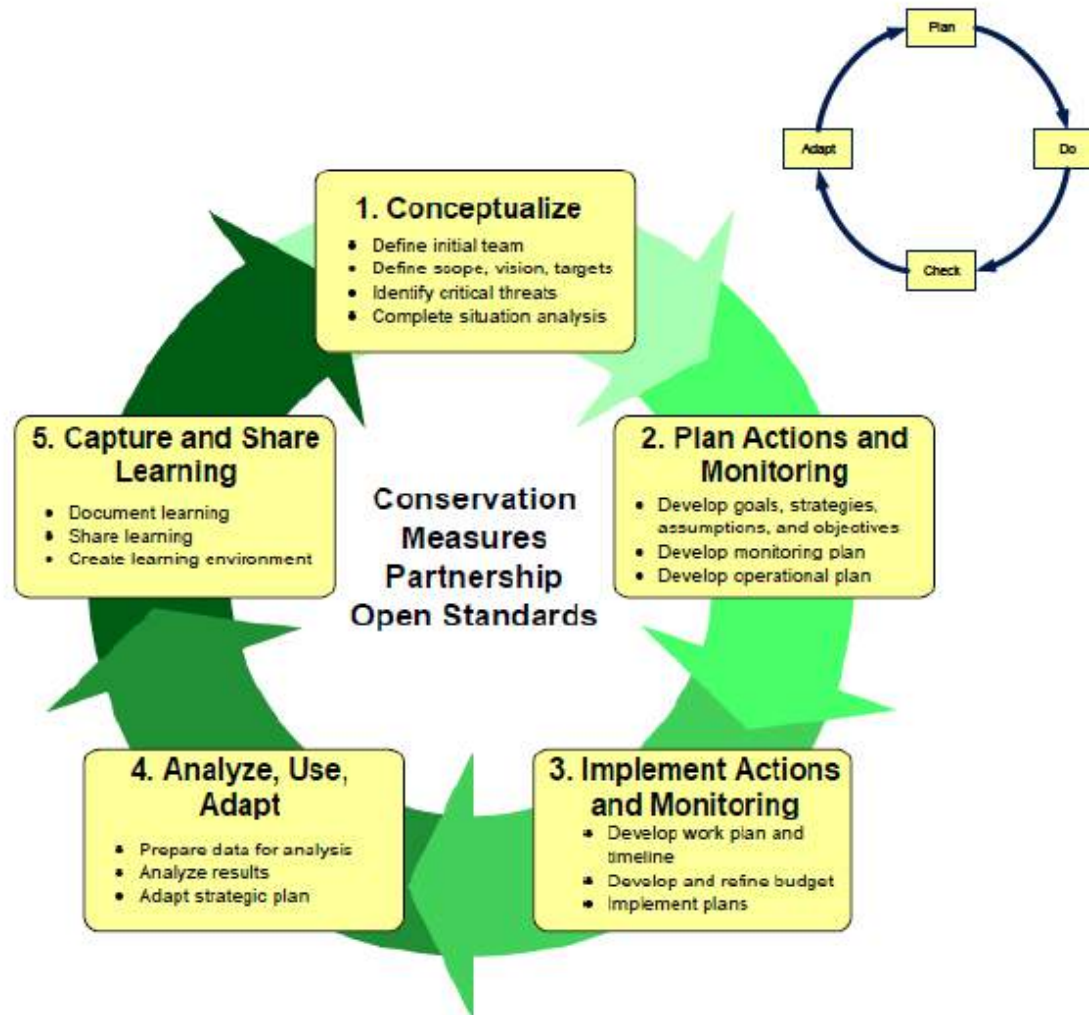 Plan
Adapt
Do
Check
1. Conceptualize
• Define initial team
• Define scope, vision, targets
• Identify critical threats
• Complete situation analysis
5. Capture and Share
Learning
• Document learning
• Share learning
• Create learning environment
2. Plan Actions and
Monitoring
• Develop goals, strategies,
assumptions, and objectives
• Develop monitoring plan
• Develop operational plan
Conservation
Measures
Partnership
Open Standards
4. Analyze, Use,
Adapt
• Prepare data for analysis
• Analyze results
• Adapt strategic plan
3. Implement Actions
and Monitoring
• Develop work plan and
timeline
• Develop and refine budget
• Implement plans